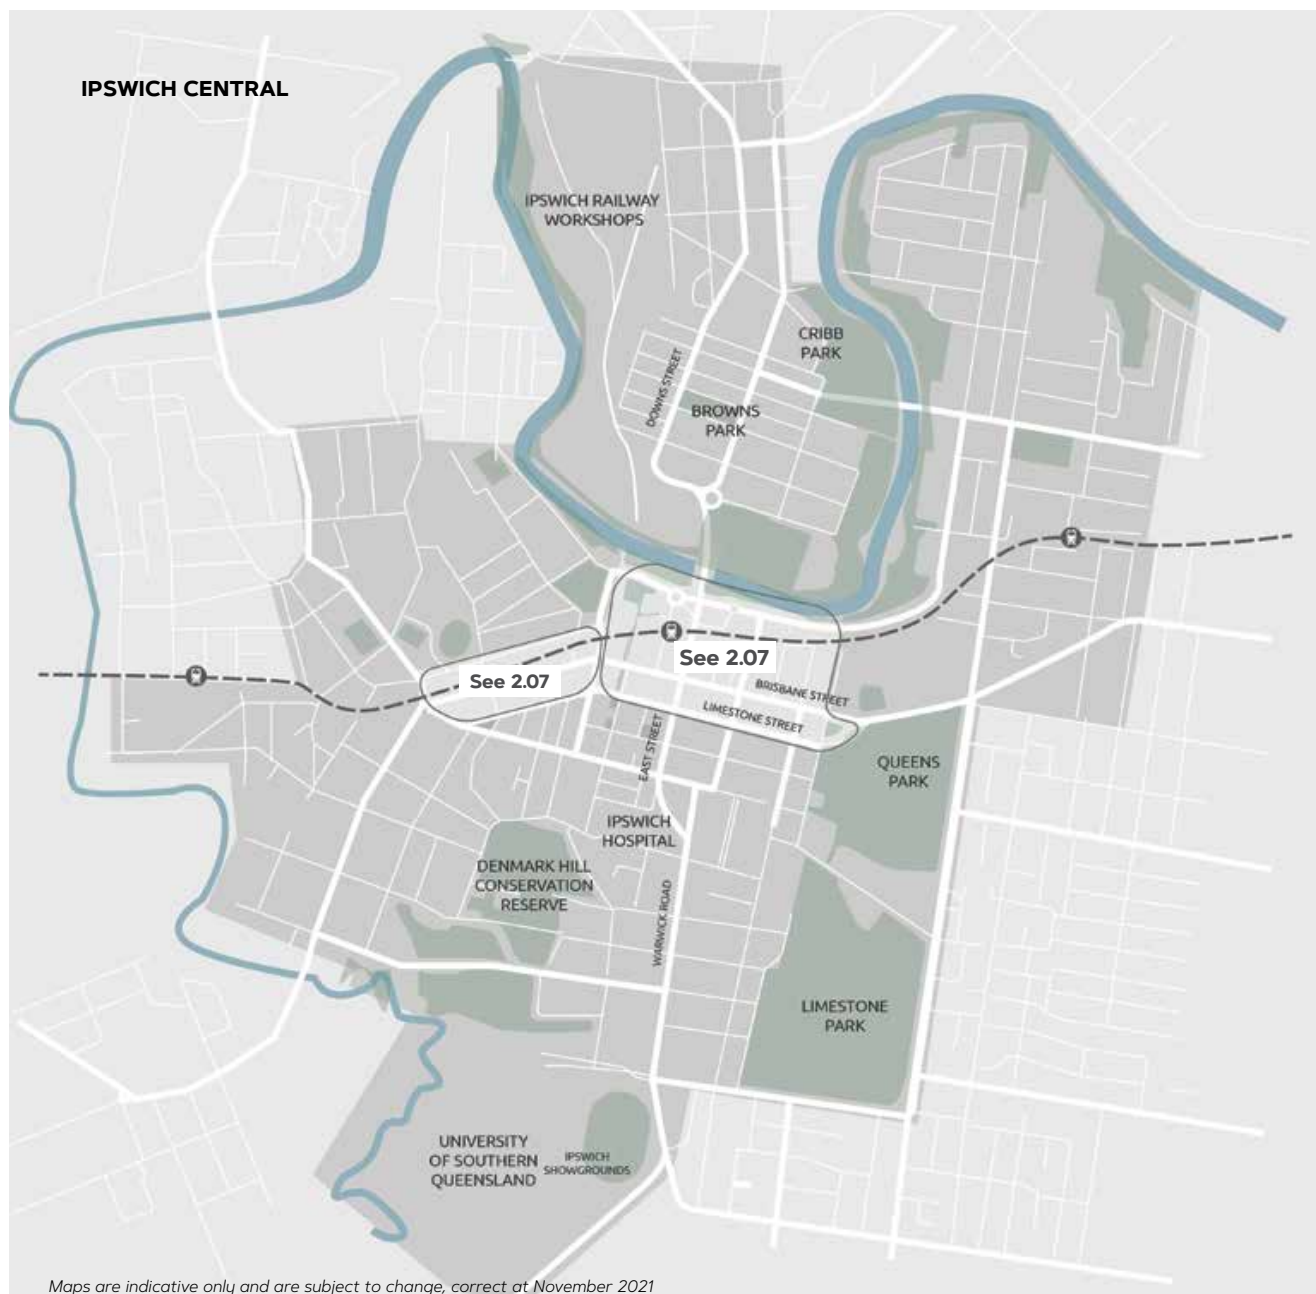 IPSWICH CENTRAL
IPSWICH RAILWAY
WORKSHOPS
CRIBB
PARK
DOWNS STREET
BROWNS
PARK
See 2.07
See 2.07
BRISBANE STREET
LIMESTONE STREET
EAST STREET
QUEENS
PARK
IPSWICH
HOSPITAL
DENMARK HILL
CONSERVATION
RESERVE
WARWICK ROAD
LIMESTONE
PARK
UNIVERSITY
OF SOUTHERN
QUEENSLAND
IPSWICH
SHOWGROUNDS
Maps are indicative only and are subject to change, correct at November 2021